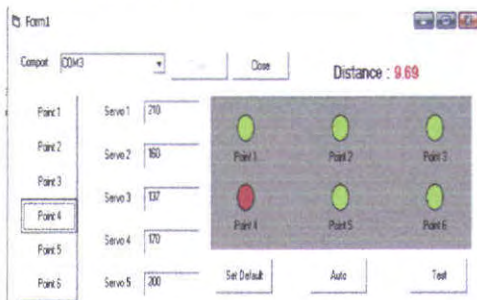 Form1
Comport COM3 Close
Distance : 9.69
Point 1 Servo 1 210
Point 2 Servo 2 160
Point 3 Servo 3 137
Point 4 Servo 4 170
Point 5
Point 6 Servo 5 200
Point 1 Point 2 Point 3
Point 4 Point 5 Point 6
Set Default Auto Test